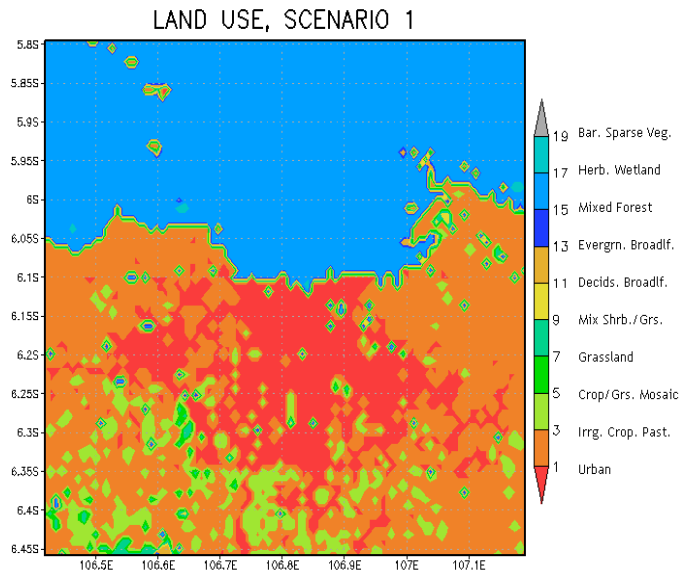 LAND USE, SCENARIO 1
5.8S
5.85S
5.9S
5.95S
6S
6.05S
6.1S
6.15S
6.2S
6.25S
6.3S
6.35S
6.4S
6.45S
106.5E 106.6E 106.7E 106.8E 106.9E 107E 107.1E
19 Bar. Sparse Veg.
17 Herb. Wetland
15 Mixed Forest
13 Evergrn. Broadlf.
11 Decids. Broadlf.
9 Mix Shrb./Grs.
7 Grassland
5 Crop/Grs. Mosaic
3 Irrg. Crop. Past.
1 Urban